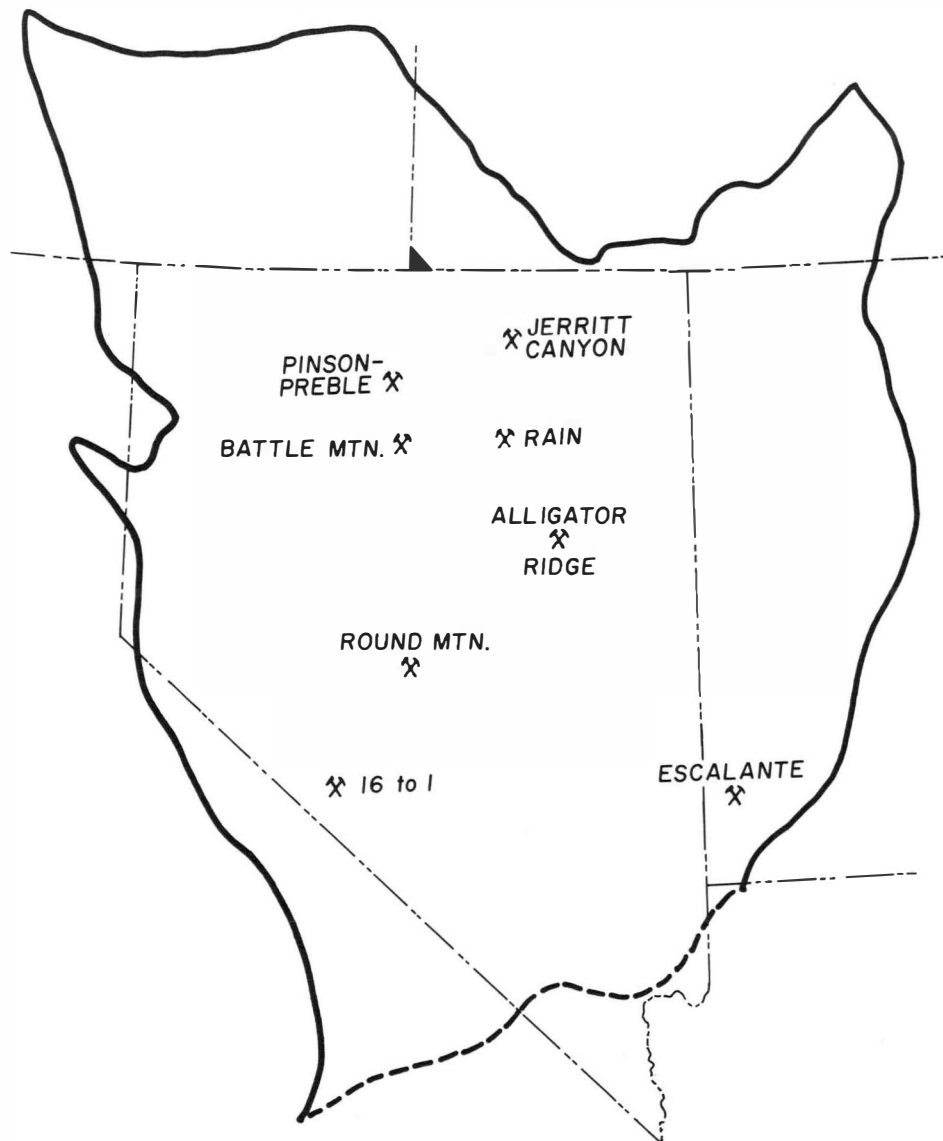 JERRITT
CANYON
PINSON-
PREBLE
BATTLE MTN.
RAIN
ALLIGATOR
RIDGE
ROUND MTN.
16 to 1
ESCALANTE